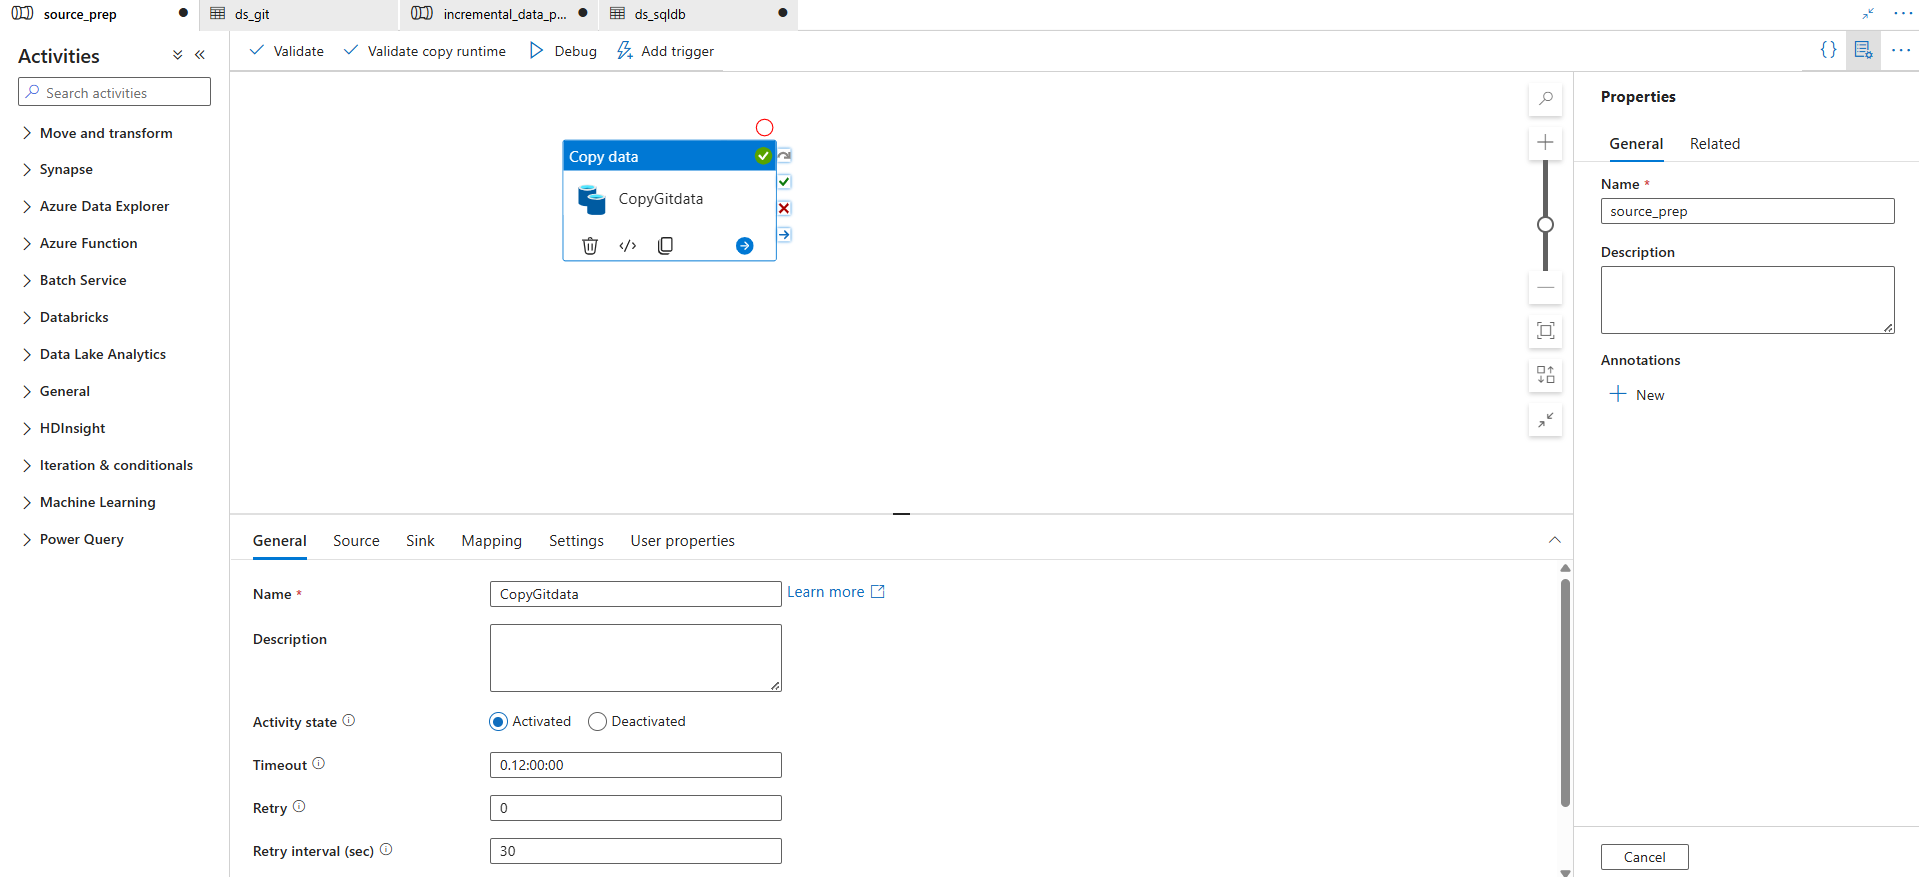 source_prep
ds_git
incremental_data_p...
ds_sqldb
Activities
Validate
Validate copy runtime
Debug
Add trigger
Search activities
Move and transform
Synapse
Azure Data Explorer
Azure Function
Batch Service
Databricks
Data Lake Analytics
General
HDInsight
Iteration & conditionals
Machine Learning
Power Query
Copy data
CopyGitdata
General
Source
Sink
Mapping
Settings
User properties
Name *
CopyGitdata
Learn more
Description
Activity state
Activated
Deactivated
Timeout
0.12:00:00
Retry
0
Retry interval (sec)
30
Properties
General
Related
Name *
source_prep
Description
Annotations
New
Cancel